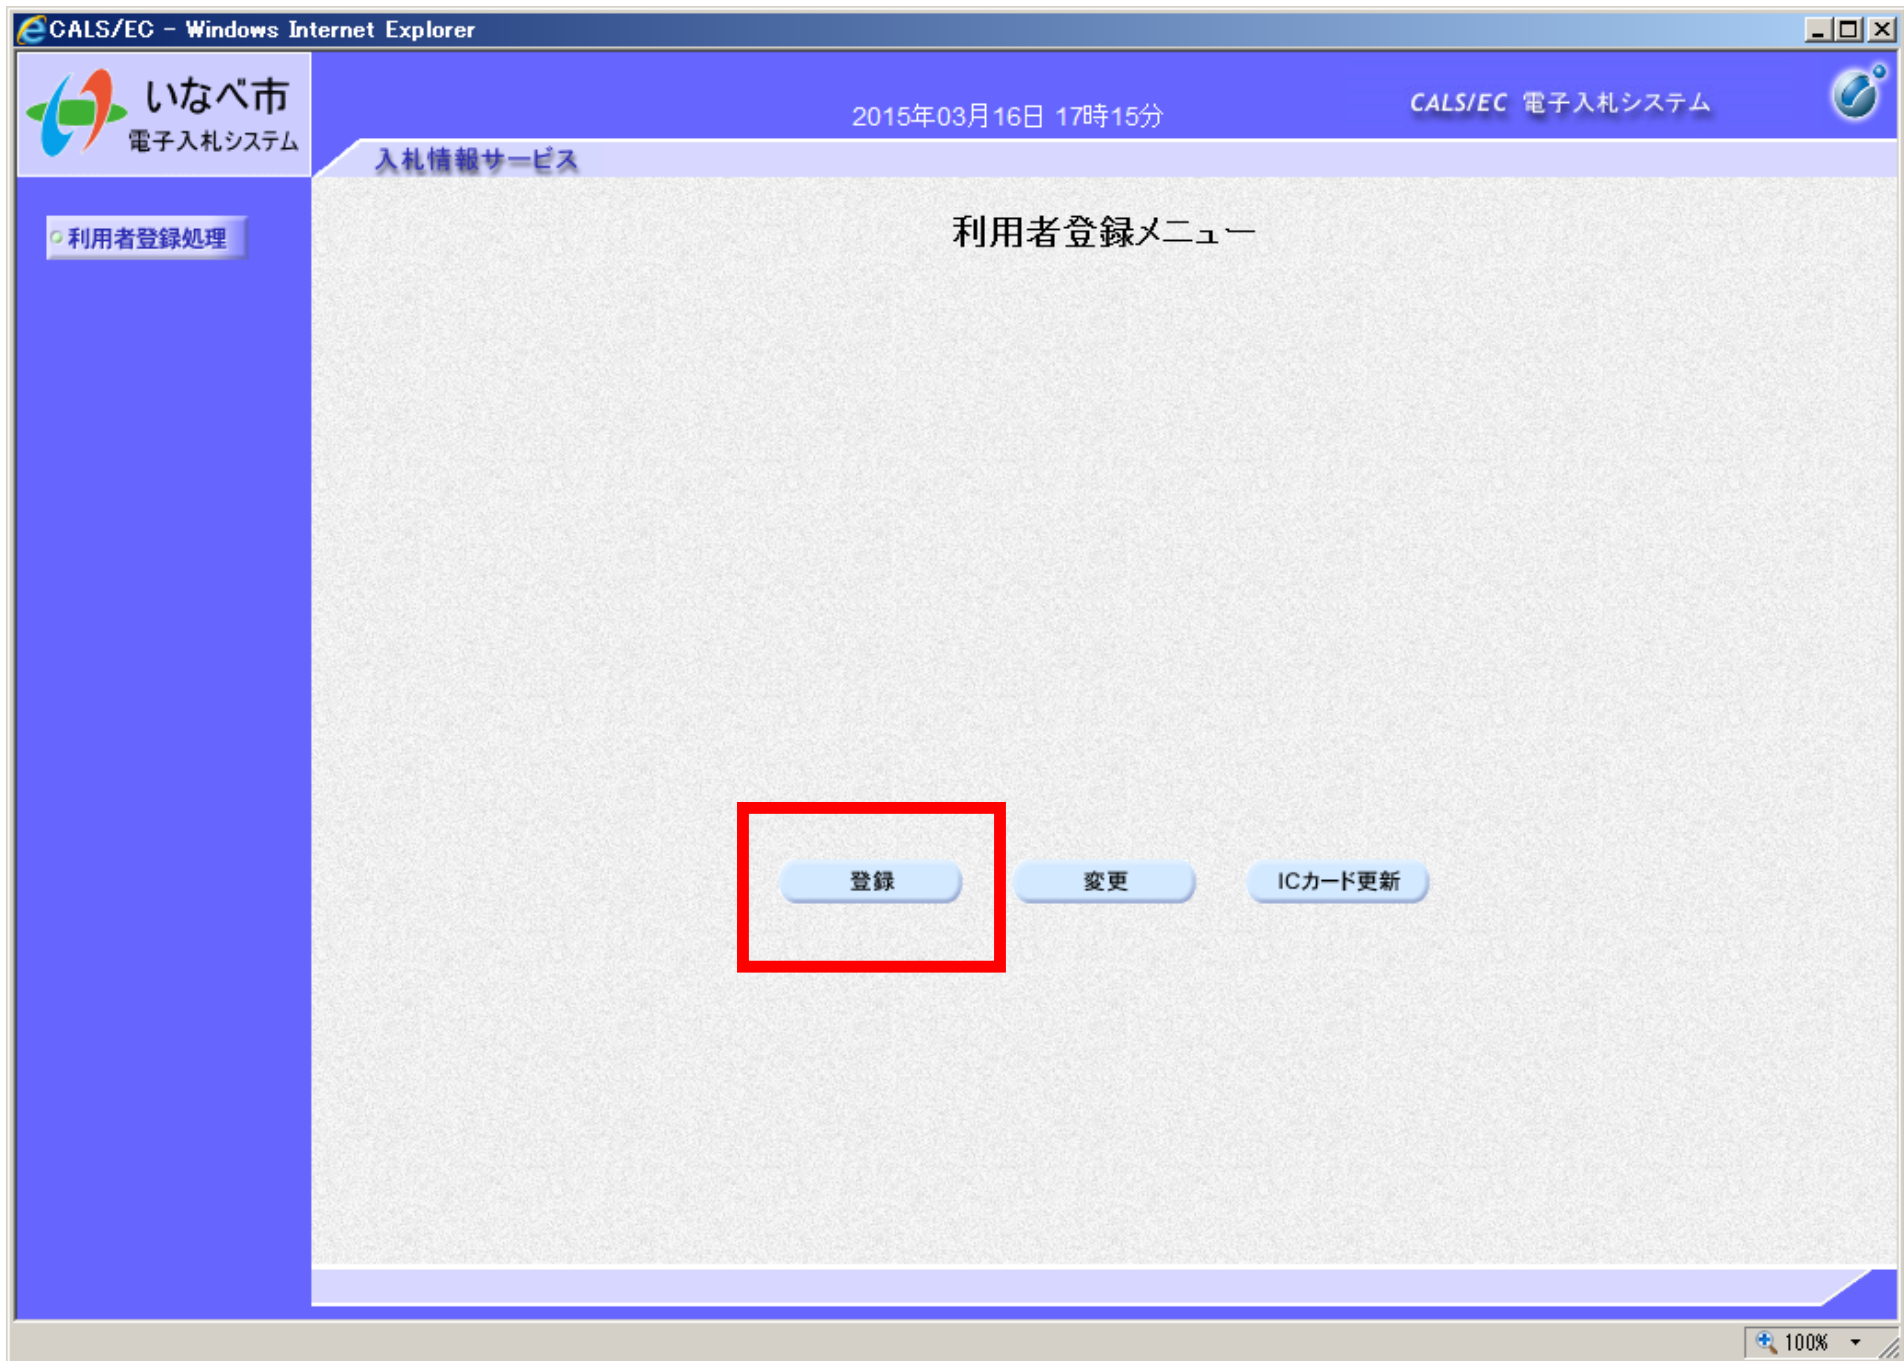 CALS/EC - Windows Internet Explorer
いなべ市
電子入札システム
2015年03月16日 17時15分
CALS/EC 電子入札システム
入札情報サービス
利用者登録処理
利用者登録メニュー
登録
変更
ICカード更新
100%